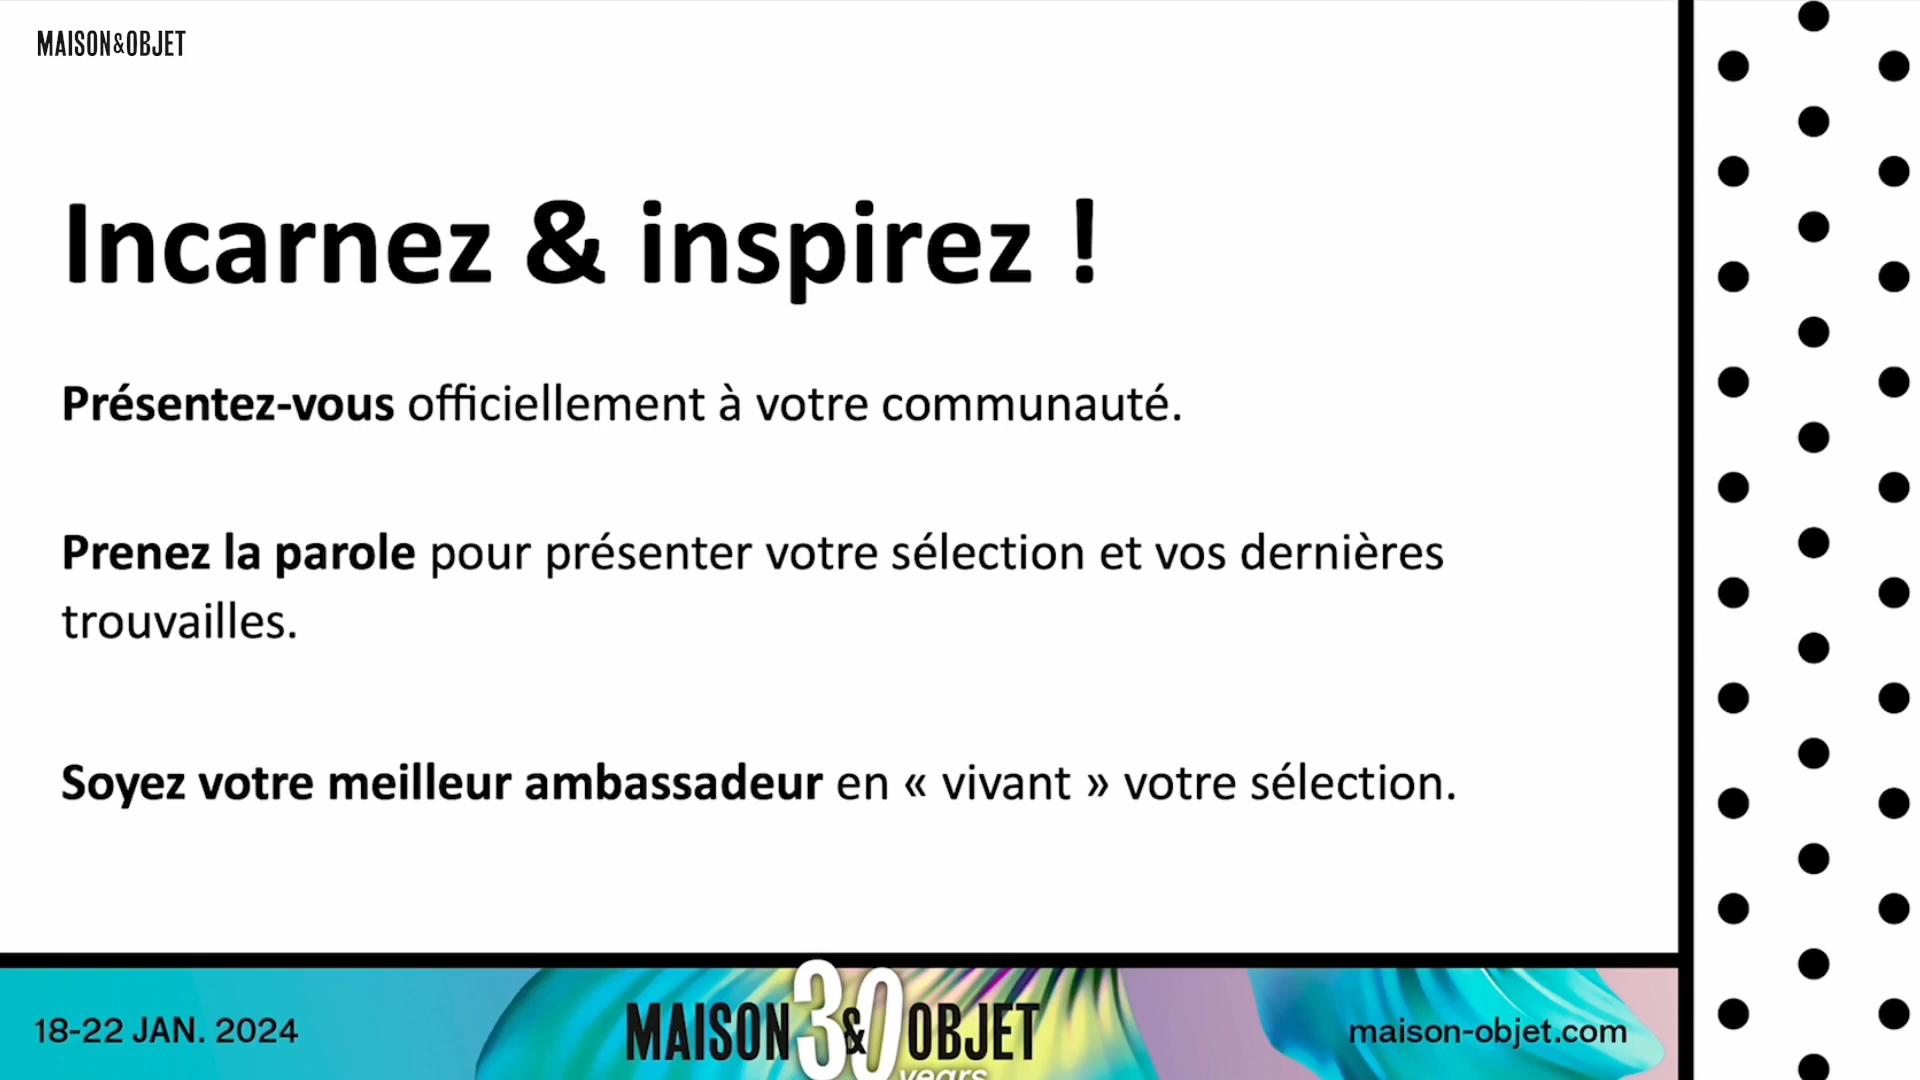 MAISON&OBJET
Incarnez & inspirez !
Présentez-vous officiellement à votre communauté.
Prenez la parole pour présenter votre sélection et vos dernières
trouvailles.
Soyez votre meilleur ambassadeur en « vivant » votre sélection.
18-22 JAN. 2024
MAISON & OBJET
30
years
maison-objet.com